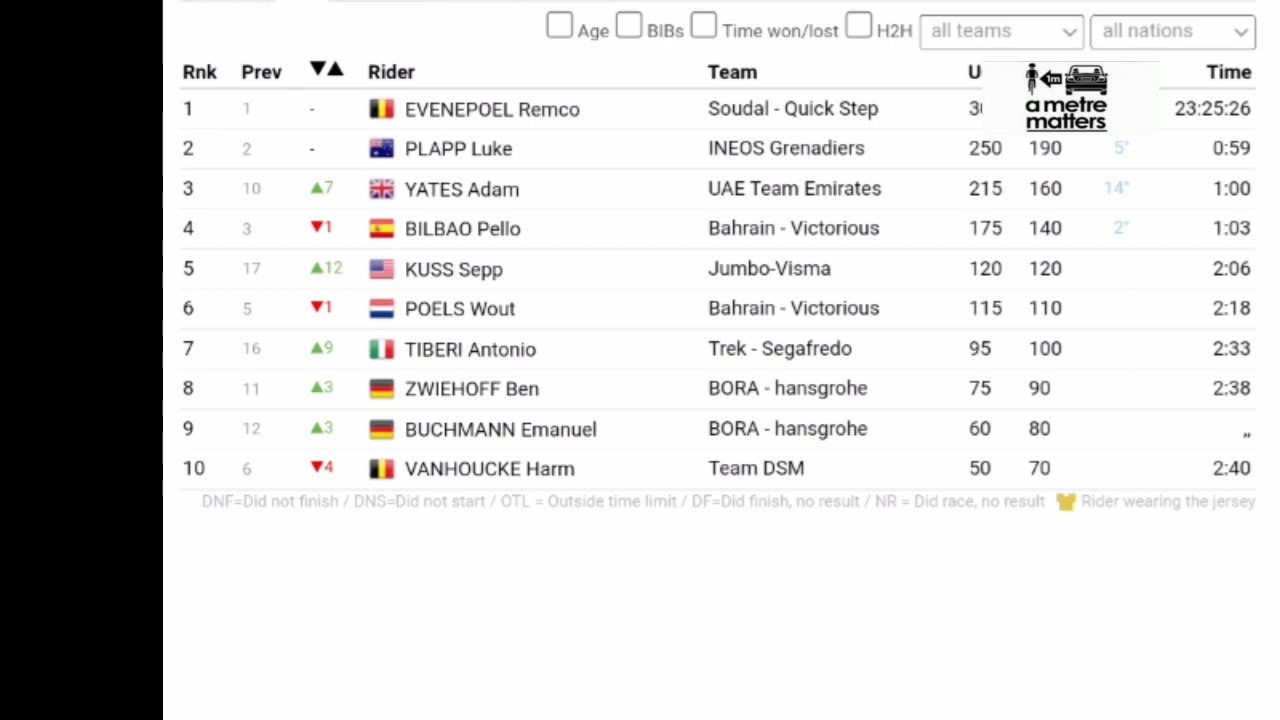 Age BIBs Time won/lost H2H all teams all nations
Rnk Prev ▼▲ Rider Team Time
1m
a metre
matters
1 1 - EVENEPOEL Remco Soudal - Quick Step 23:25:26
2 2 - PLAPP Luke INEOS Grenadiers 250 190 5" 0:59
3 10 ▲7 YATES Adam UAE Team Emirates 215 160 14" 1:00
4 3 ▼1 BILBAO Pello Bahrain - Victorious 175 140 2" 1:03
5 17 ▲12 KUSS Sepp Jumbo-Visma 120 120 2:06
6 5 ▼1 POELS Wout Bahrain - Victorious 115 110 2:18
7 16 ▲9 TIBERI Antonio Trek - Segafredo 95 100 2:33
8 11 ▲3 ZWIEHOFF Ben BORA - hansgrohe 75 90 2:38
9 12 ▲3 BUCHMANN Emanuel BORA - hansgrohe 60 80 ,,
10 6 ▼4 VANHOUCKE Harm Team DSM 50 70 2:40
DNF=Did not finish / DNS=Did not start / OTL = Outside time limit / DF=Did finish, no result / NR = Did race, no result Rider wearing the jersey